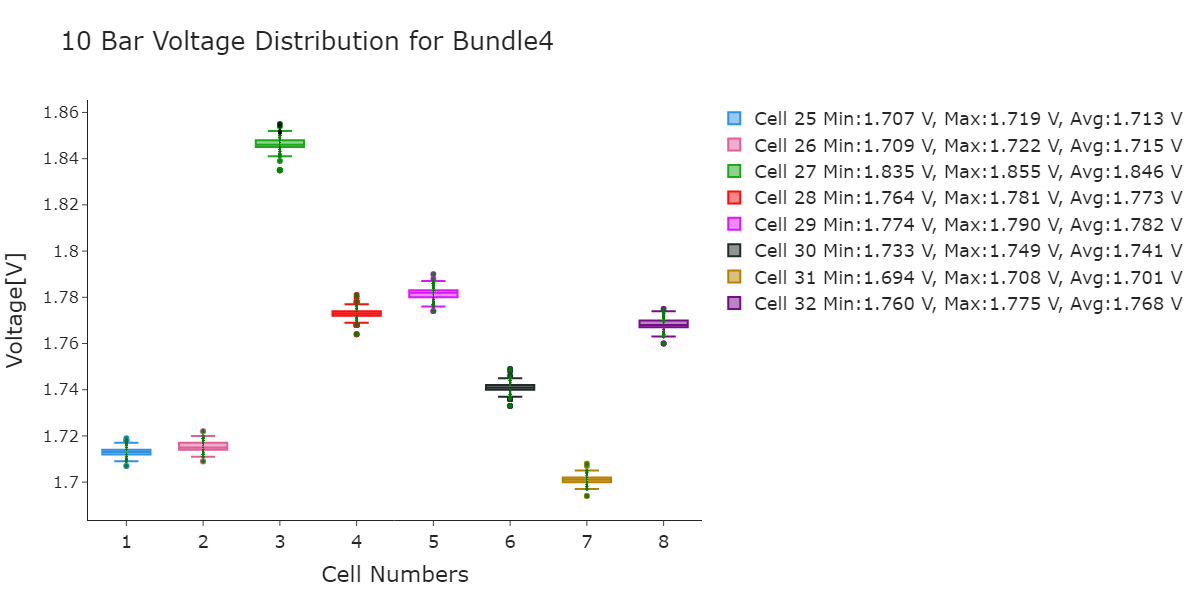 10 Bar Voltage Distribution for Bundle4
1.86
1.84
1.82
1.8
1.78
1.76
1.74
1.72
1.7
Voltage[V]
1 2 3 4 5 6 7 8
Cell Numbers
Cell 25 Min:1.707 V, Max:1.719 V, Avg:1.713 V
Cell 26 Min:1.709 V, Max:1.722 V, Avg:1.715 V
Cell 27 Min:1.835 V, Max:1.855 V, Avg:1.846 V
Cell 28 Min:1.764 V, Max:1.781 V, Avg:1.773 V
Cell 29 Min:1.774 V, Max:1.790 V, Avg:1.782 V
Cell 30 Min:1.733 V, Max:1.749 V, Avg:1.741 V
Cell 31 Min:1.694 V, Max:1.708 V, Avg:1.701 V
Cell 32 Min:1.760 V, Max:1.775 V, Avg:1.768 V